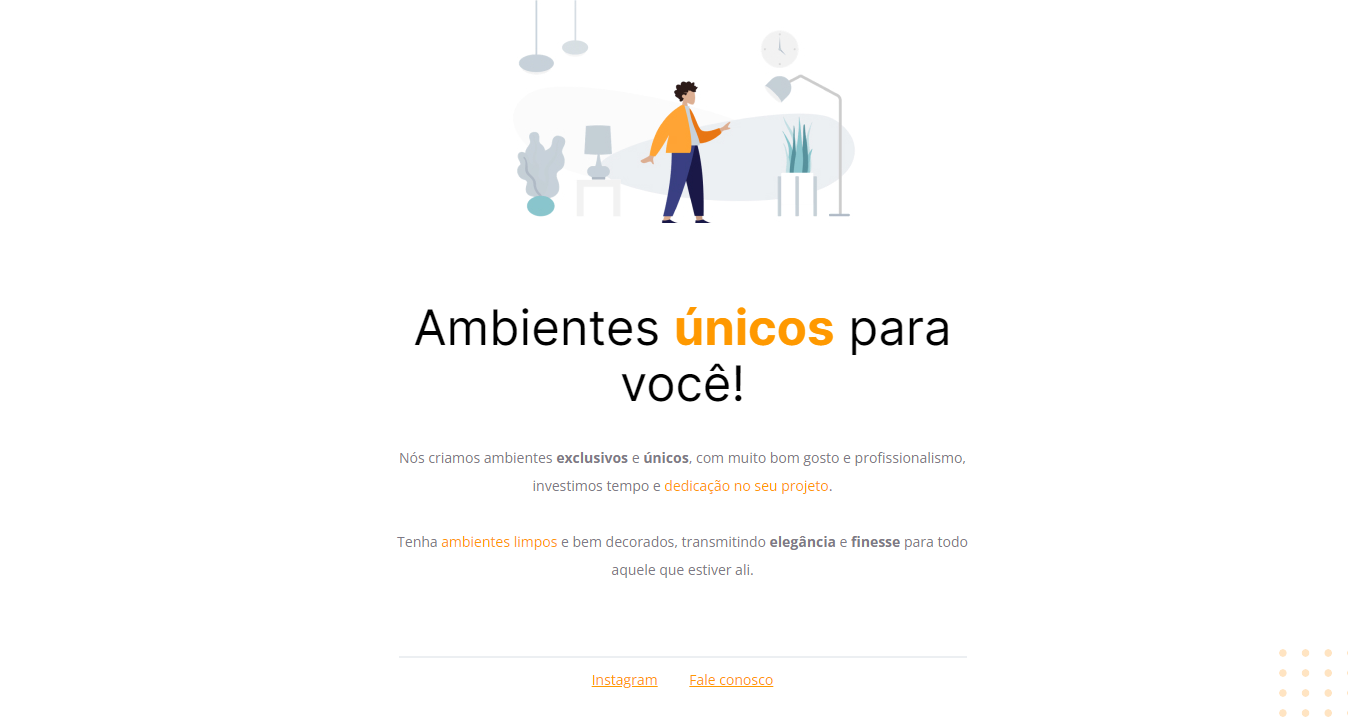 Ambientes únicos para
você!
Nós criamos ambientes exclusivos e únicos, com muito bom gosto e profissionalismo,
investimos tempo e dedicação no seu projeto.
Tenha ambientes limpos e bem decorados, transmitindo elegância e finesse para todo
aquele que estiver ali.
Instagram Fale conosco